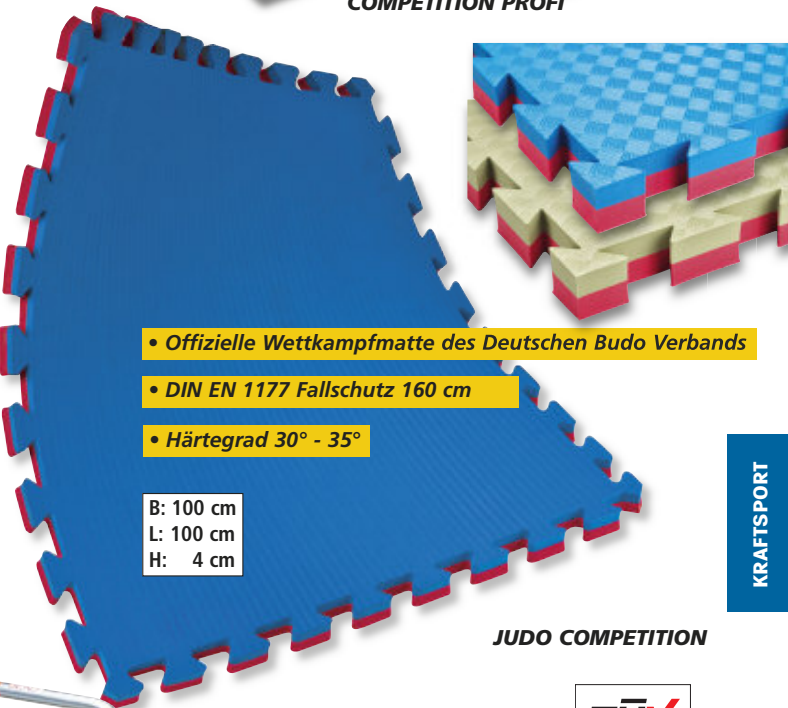 COMPETITION PROFI
• Offizielle Wettkampfmatte des Deutschen Budo Verbands
• DIN EN 1177 Fallschutz 160 cm
• Härtegrad 30° - 35°
B: 100 cm
L: 100 cm
H: 4 cm
KRAFTSPORT
JUDO COMPETITION